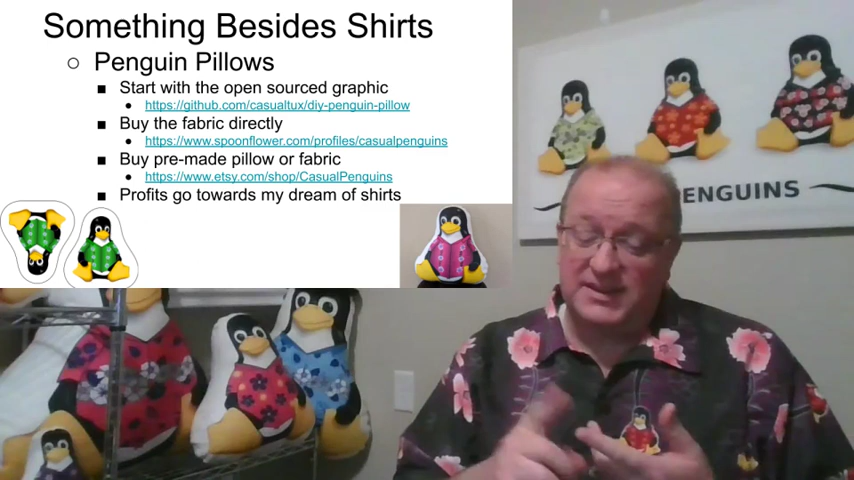 Something Besides Shirts
Penguin Pillows
Start with the open sourced graphic
https://github.com/casualtux/diy-penguin-pillow
Buy the fabric directly
https://www.spoonflower.com/profiles/casualpenguins
Buy pre-made pillow or fabric
https://www.etsy.com/shop/CasualPenguins
Profits go towards my dream of shirts
PENGUINS